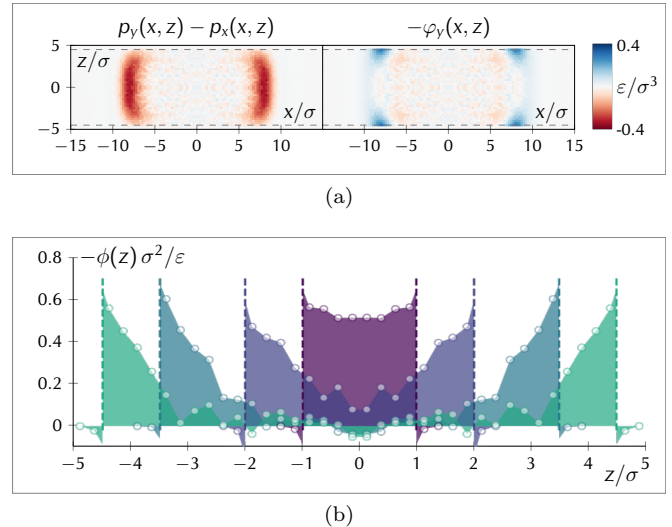 p_y(x, z) − p_x(x, z)
−φ_y(x, z)
5
z/σ
0
x/σ
x/σ
−5
−15 −10 −5 0 5 10 15 −10 −5 0 5 10 15
0.4
ε/σ³
-0.4
(a)
0.8
−ϕ(z) σ²/ε
0.6
0.4
0.2
0
−5 −4 −3 −2 −1 0 1 2 3 4 5
z/σ
(b)